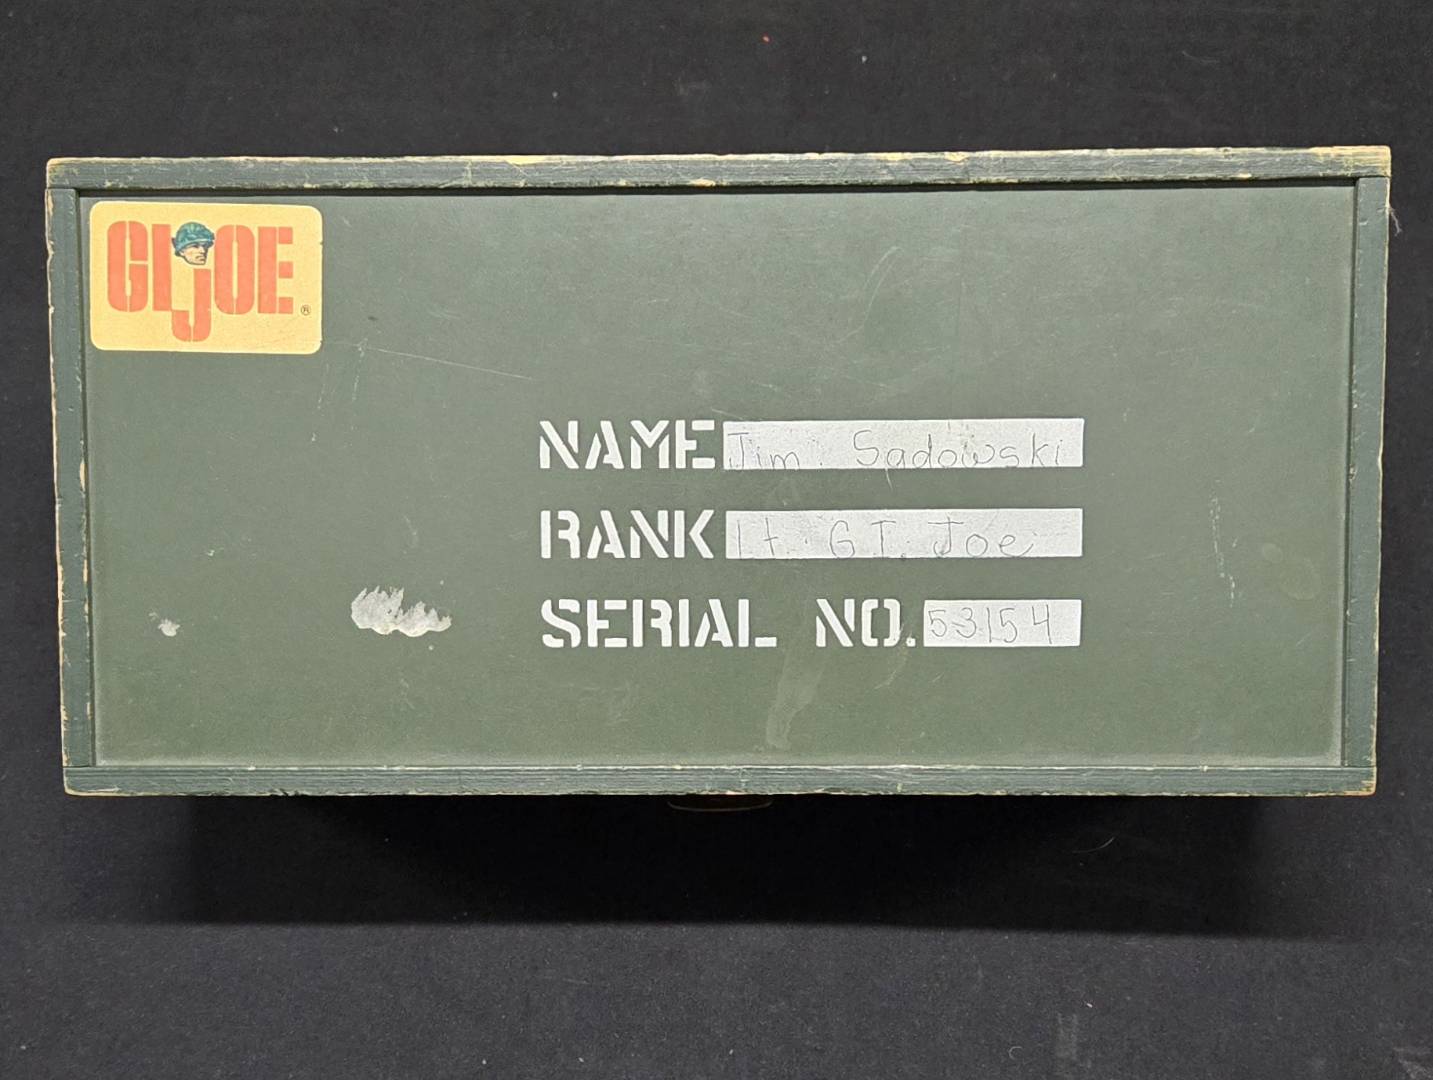 GI JOE ®
NAME Jim Sadowski
RANK Lt. G I. Joe
SERIAL NO. 53154